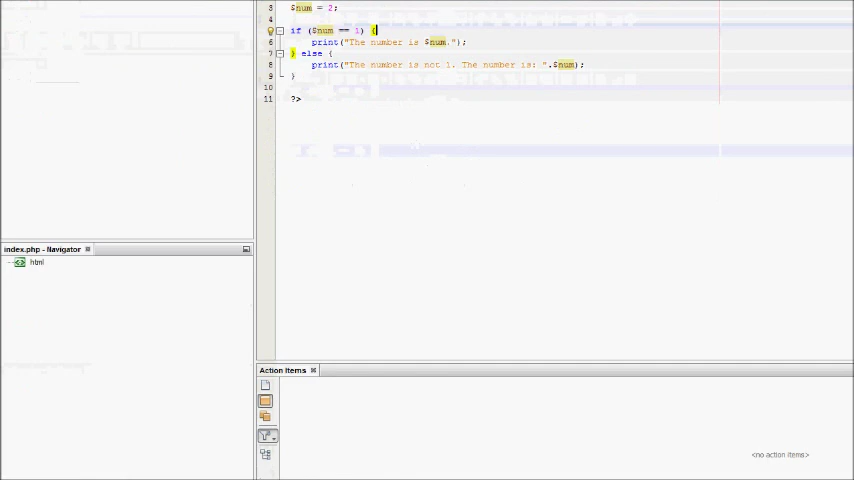 3 $num = 2;
4
if ($num == 1) {
6 print("The number is $num.");
7 } else {
8 print("The number is not 1. The number is: ".$num);
9 }
10
11 ?>
index.php - Navigator
html
Action Items
<no action items>